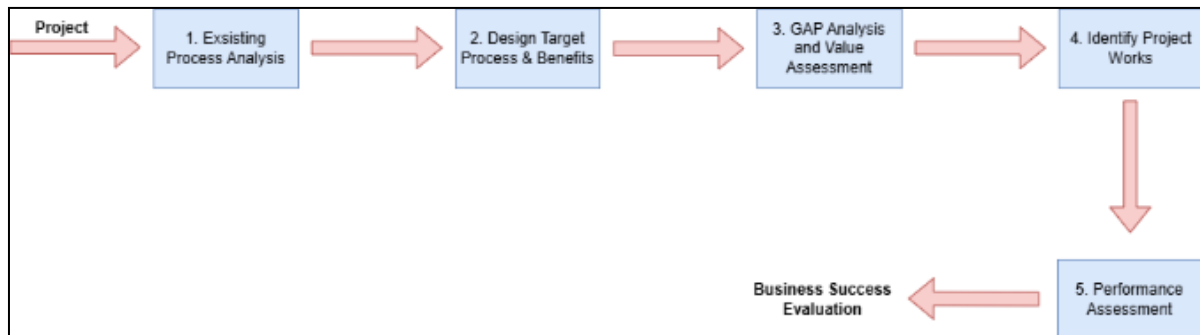 Project
1. Exsisting
Process Analysis
2. Design Target
Process & Benefits
3. GAP Analysis
and Value
Assessment
4. Identify Project
Works
Business Success
Evaluation
5. Performance
Assessment